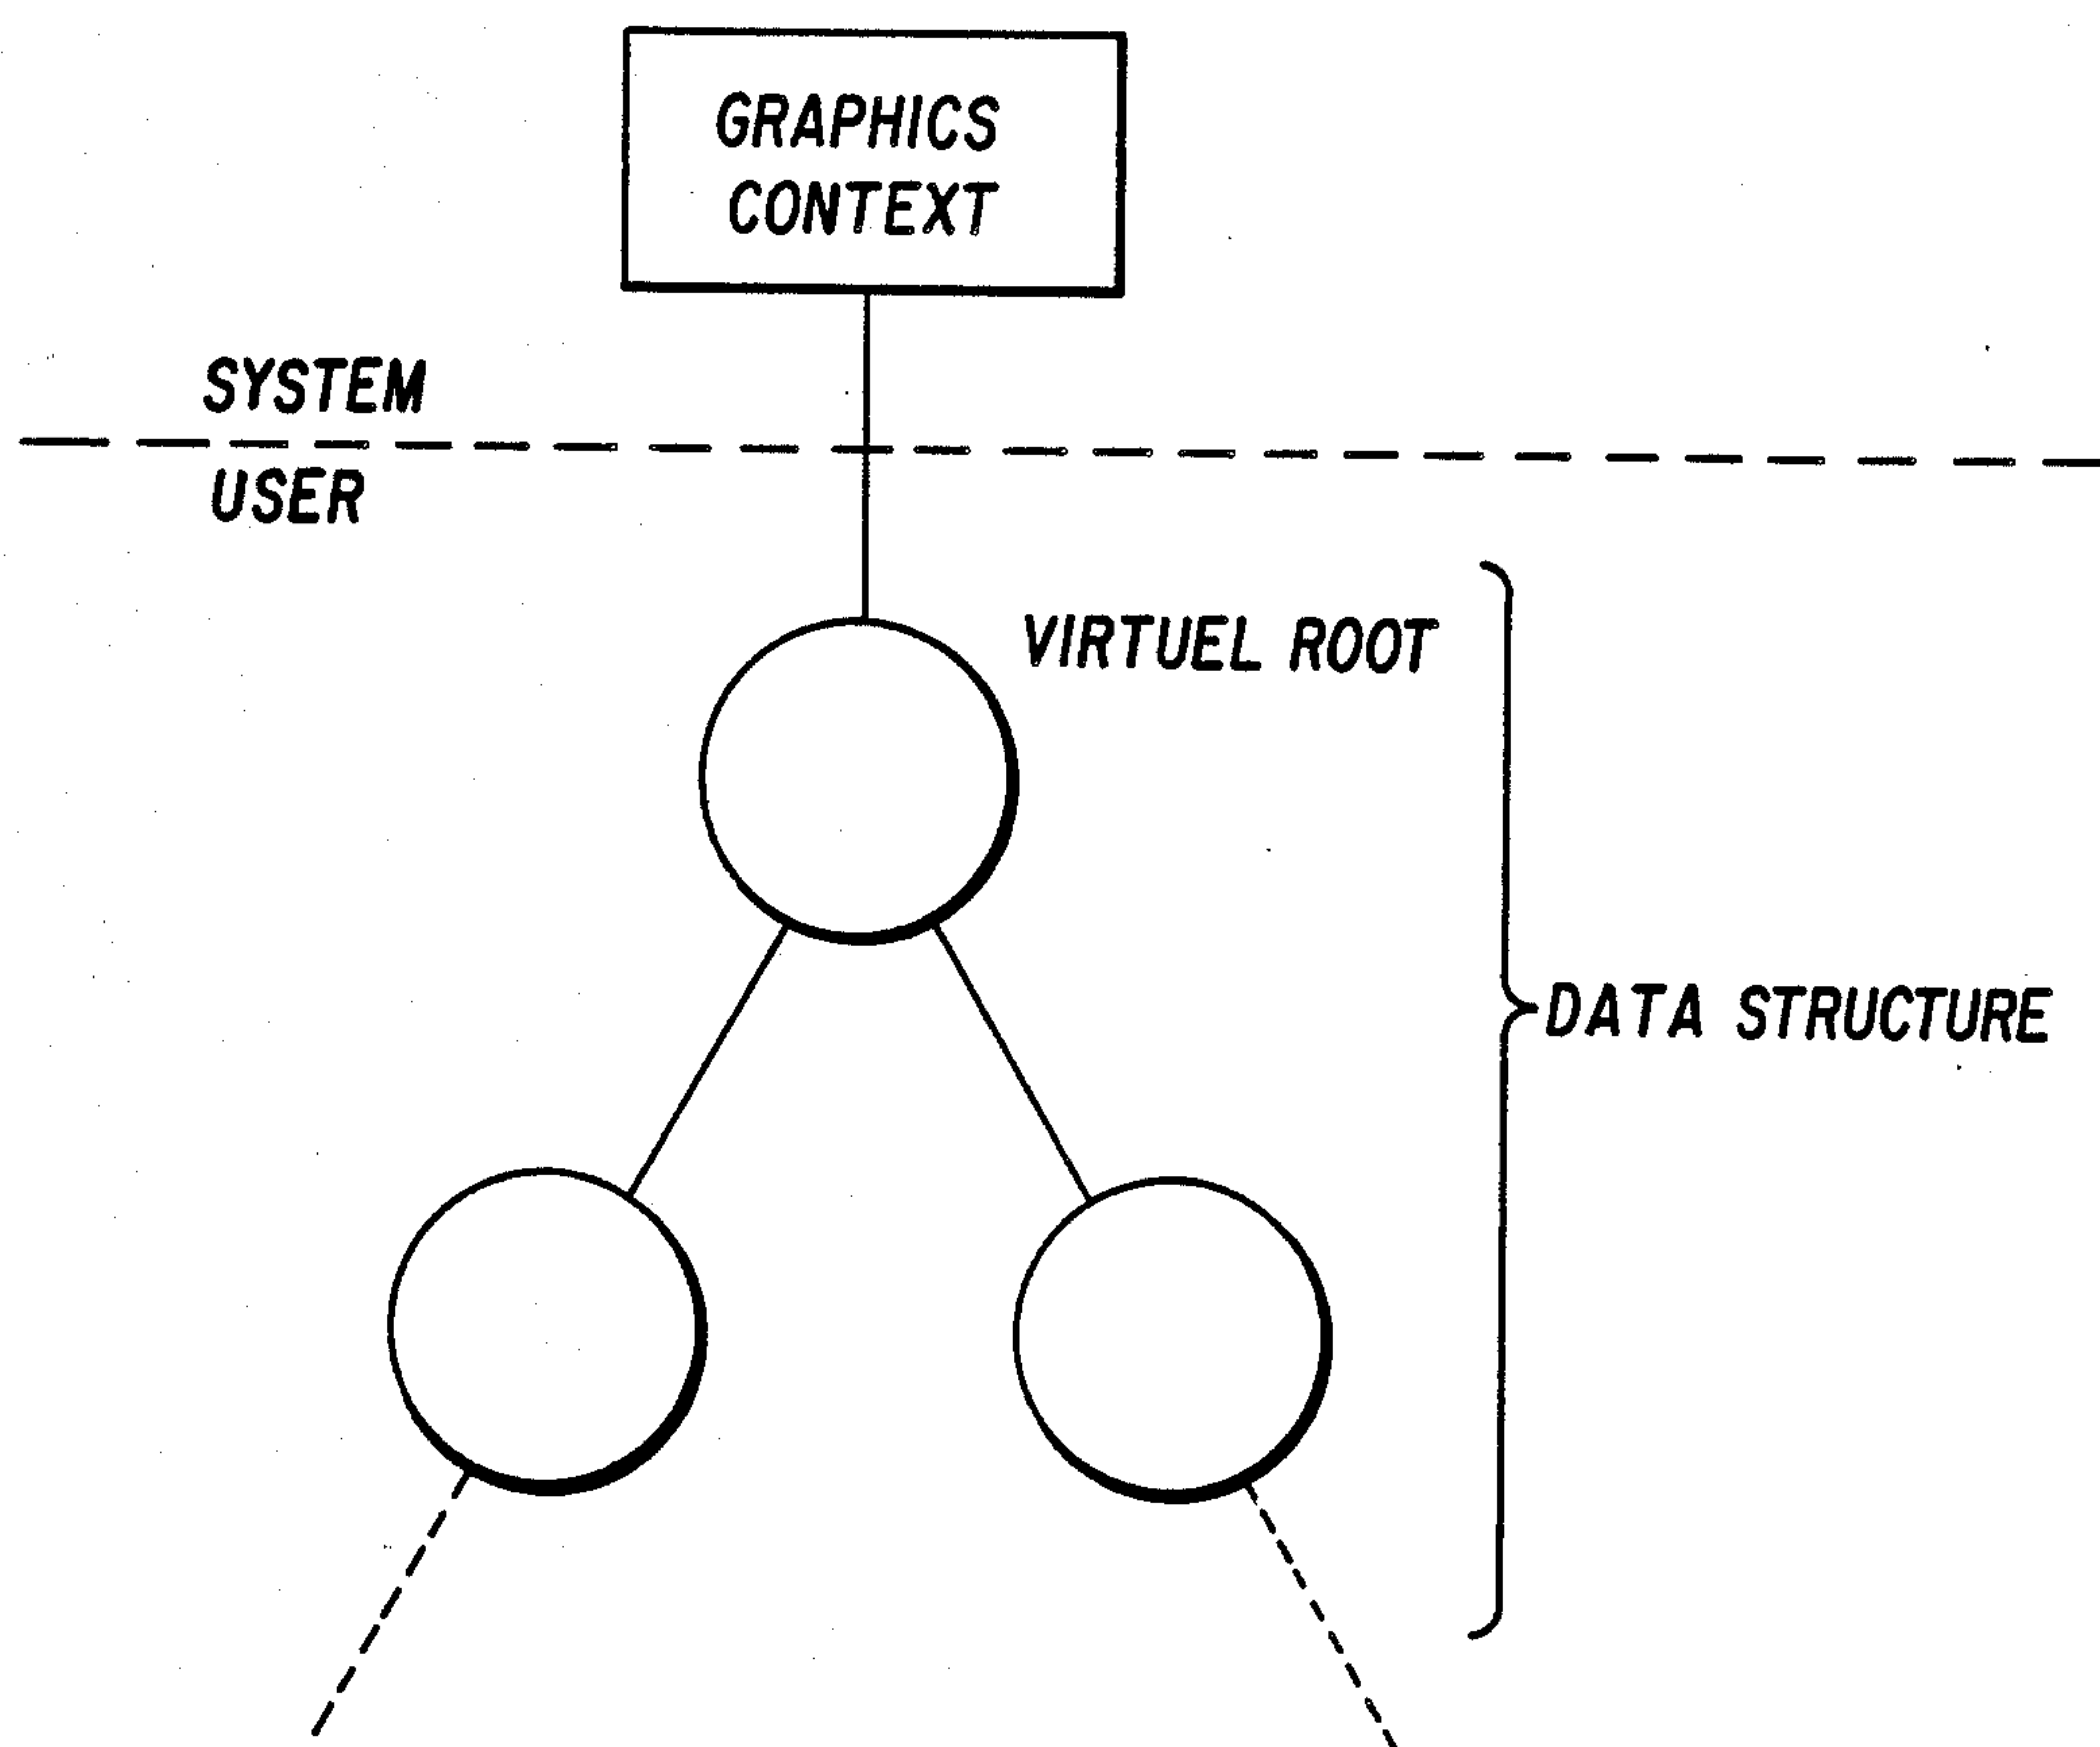 GRAPHICS
CONTEXT
SYSTEM
USER
VIRTUEL ROOT
DATA STRUCTURE